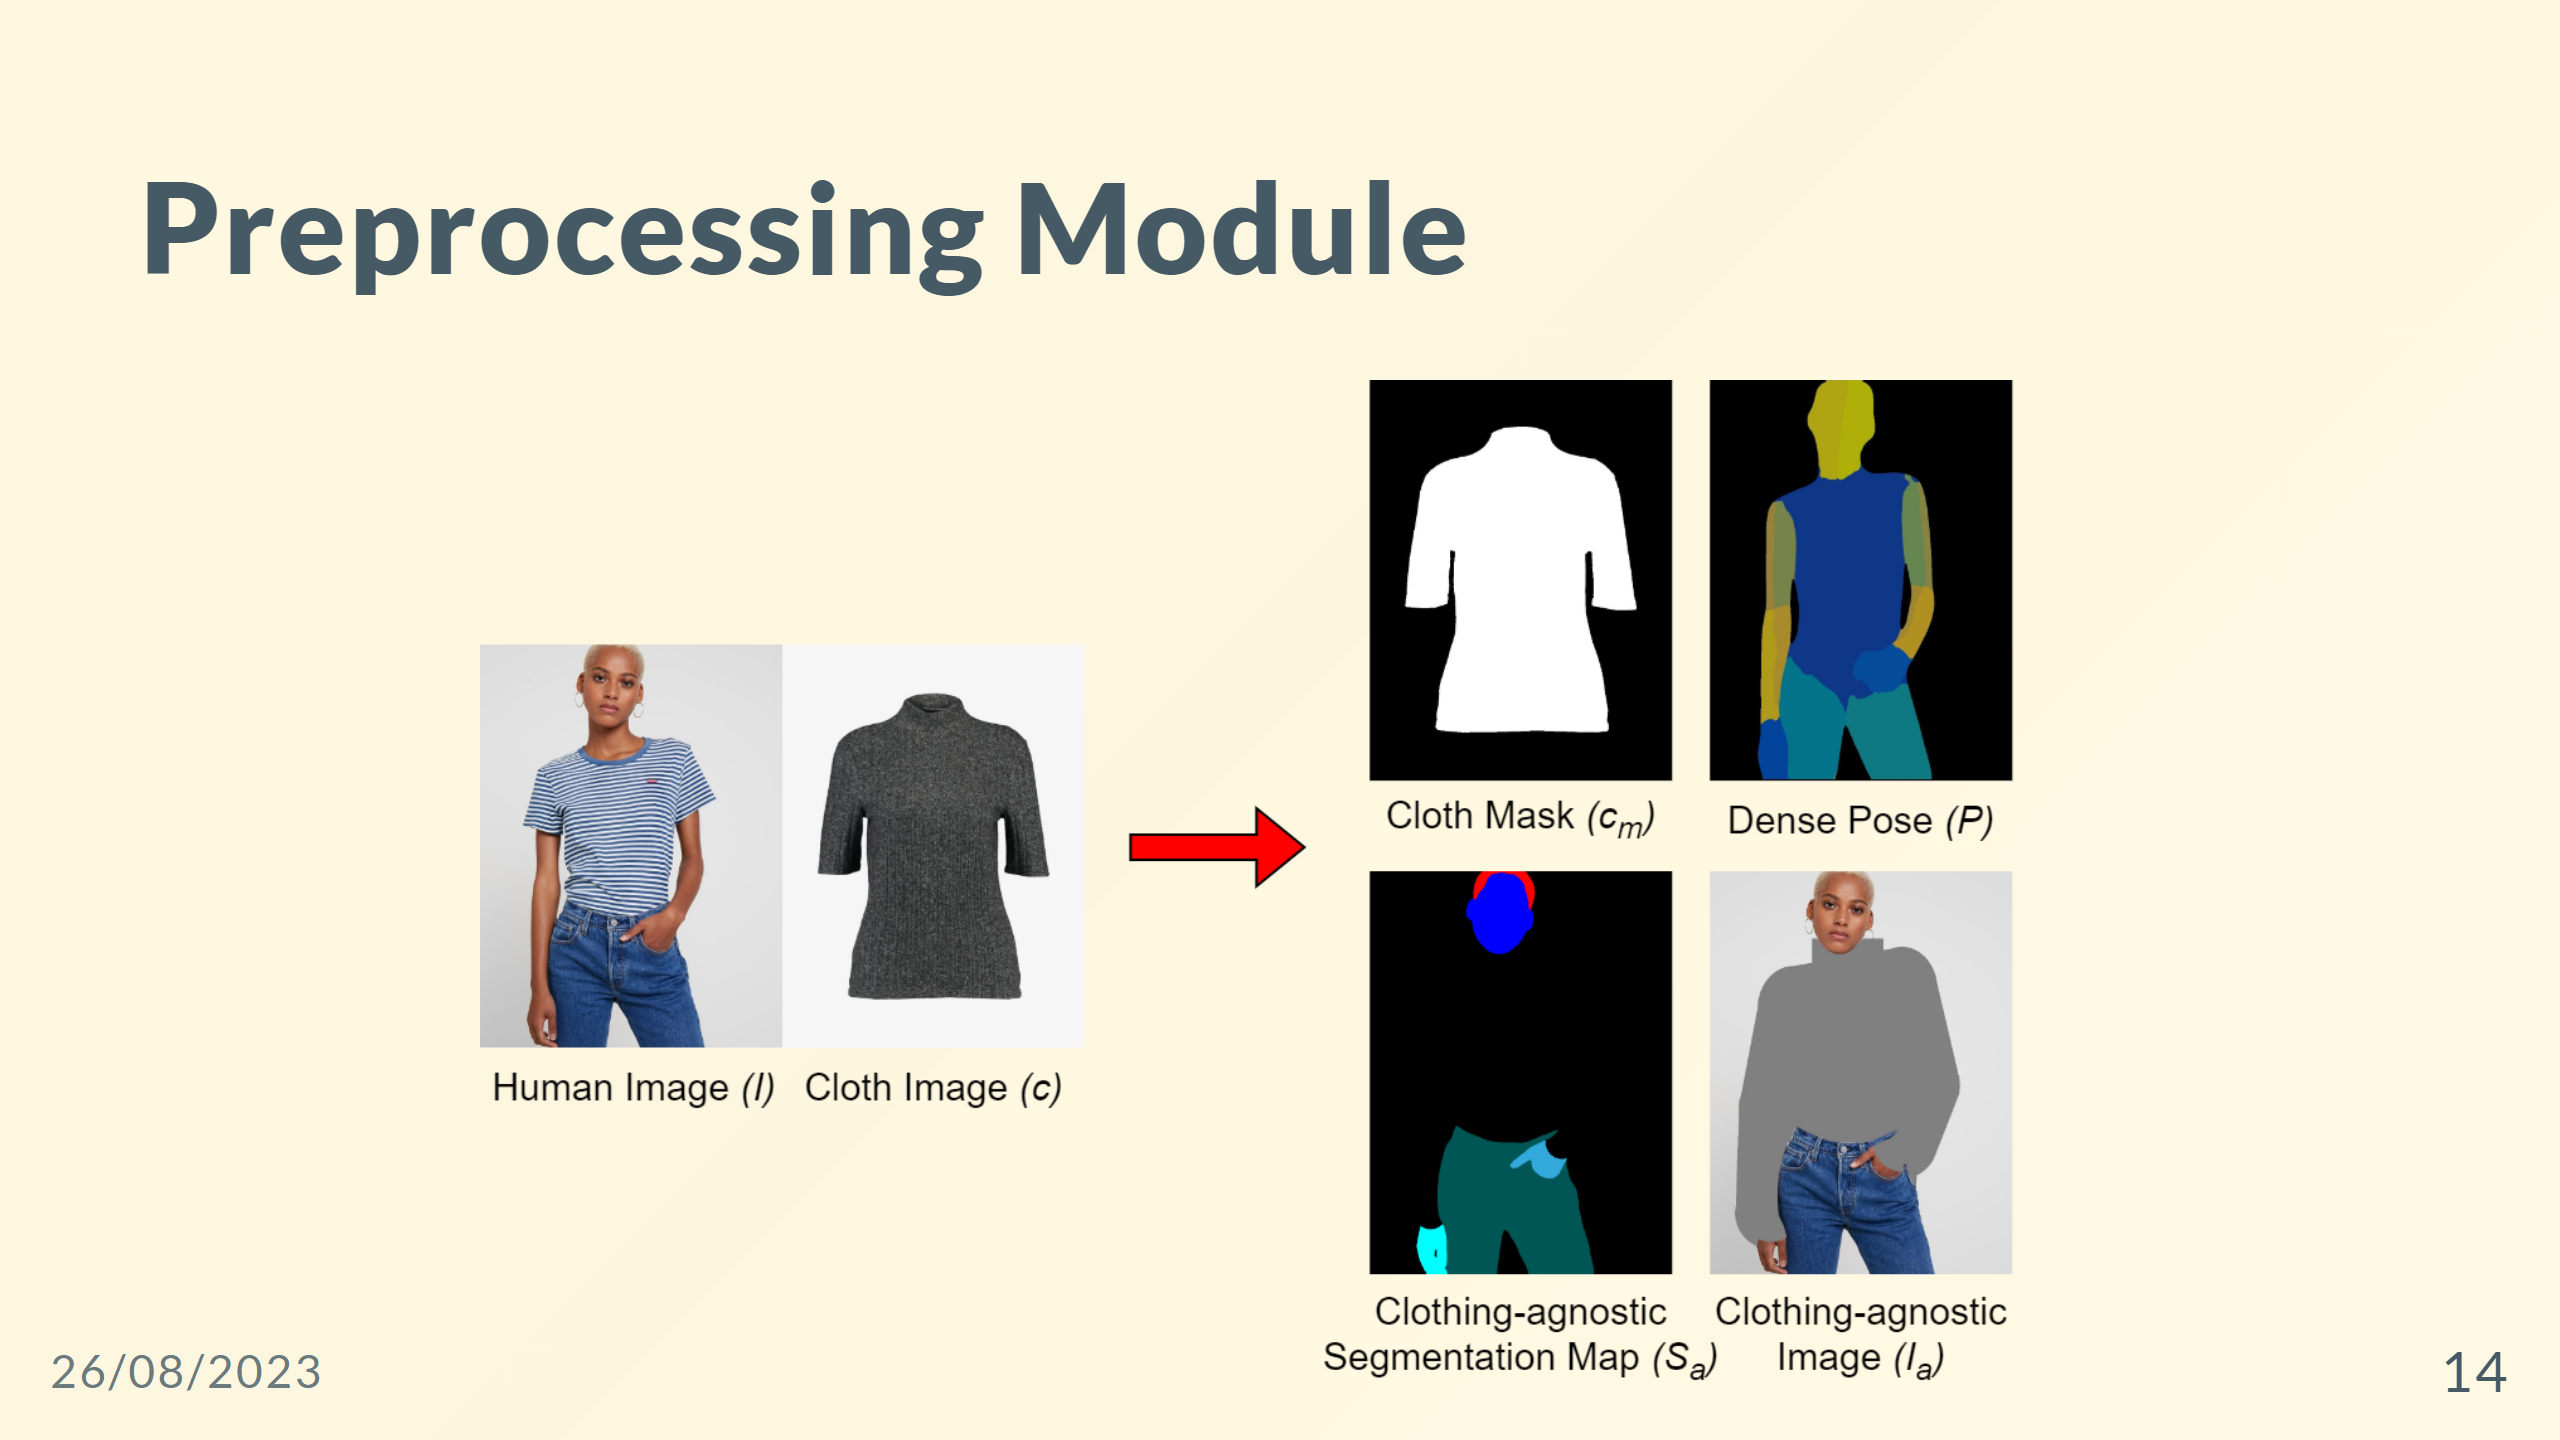 Preprocessing Module
Human Image (I)
Cloth Image (c)
Cloth Mask (cm)
Dense Pose (P)
Clothing-agnostic
Segmentation Map (Sa)
Clothing-agnostic
Image (Ia)
26/08/2023
14